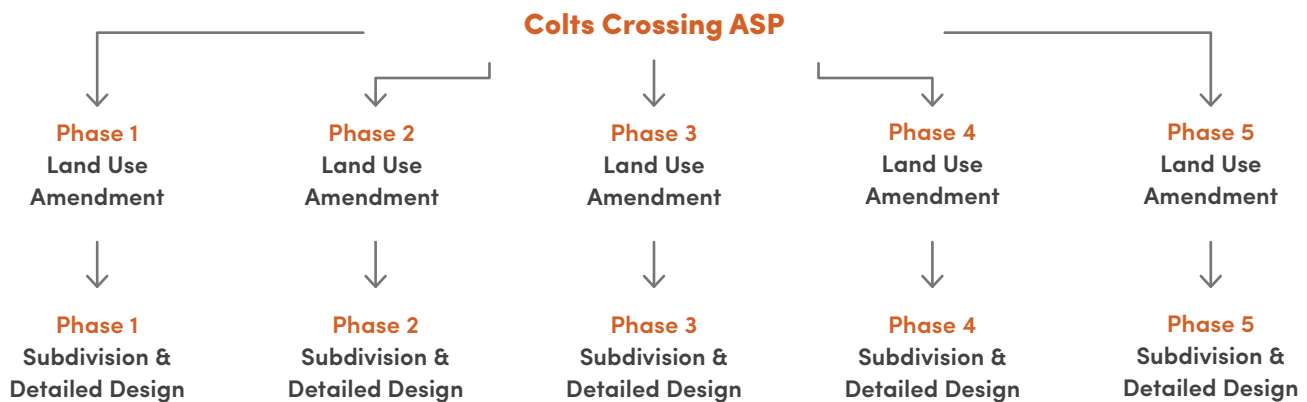 Colts Crossing ASP
Phase 1
Land Use
Amendment
Phase 2
Land Use
Amendment
Phase 3
Land Use
Amendment
Phase 4
Land Use
Amendment
Phase 5
Land Use
Amendment
Phase 1
Subdivision &
Detailed Design
Phase 2
Subdivision &
Detailed Design
Phase 3
Subdivision &
Detailed Design
Phase 4
Subdivision &
Detailed Design
Phase 5
Subdivision &
Detailed Design